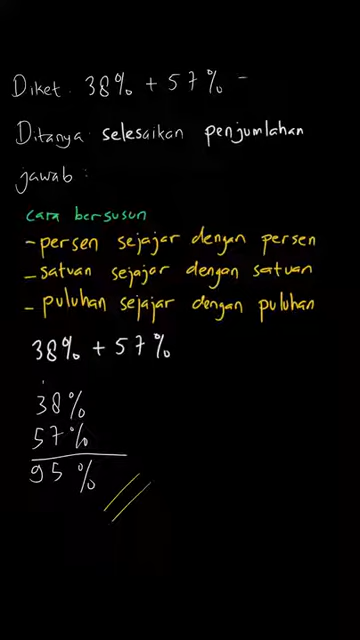 Diket : 38% + 57% =
Ditanya selesaikan penjumlahan
jawab :
cara bersusun
- persen sejajar dengan persen
- satuan sejajar dengan satuan
- puluhan sejajar dengan puluhan
38% + 57%
38%
57%
95%